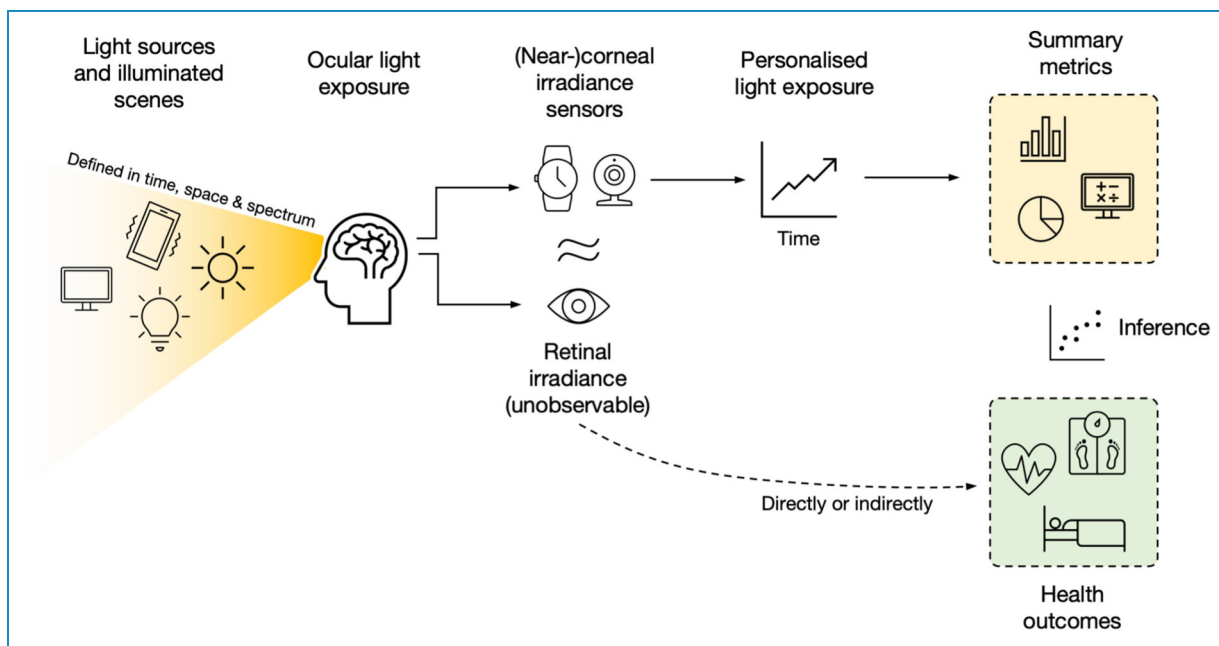 Light sources
and illuminated
scenes
Ocular light
exposure
(Near-)corneal
irradiance
sensors
Personalised
light exposure
Summary
metrics
Defined in time, space & spectrum
Time
Retinal
irradiance
(unobservable)
Inference
Directly or indirectly
Health
outcomes